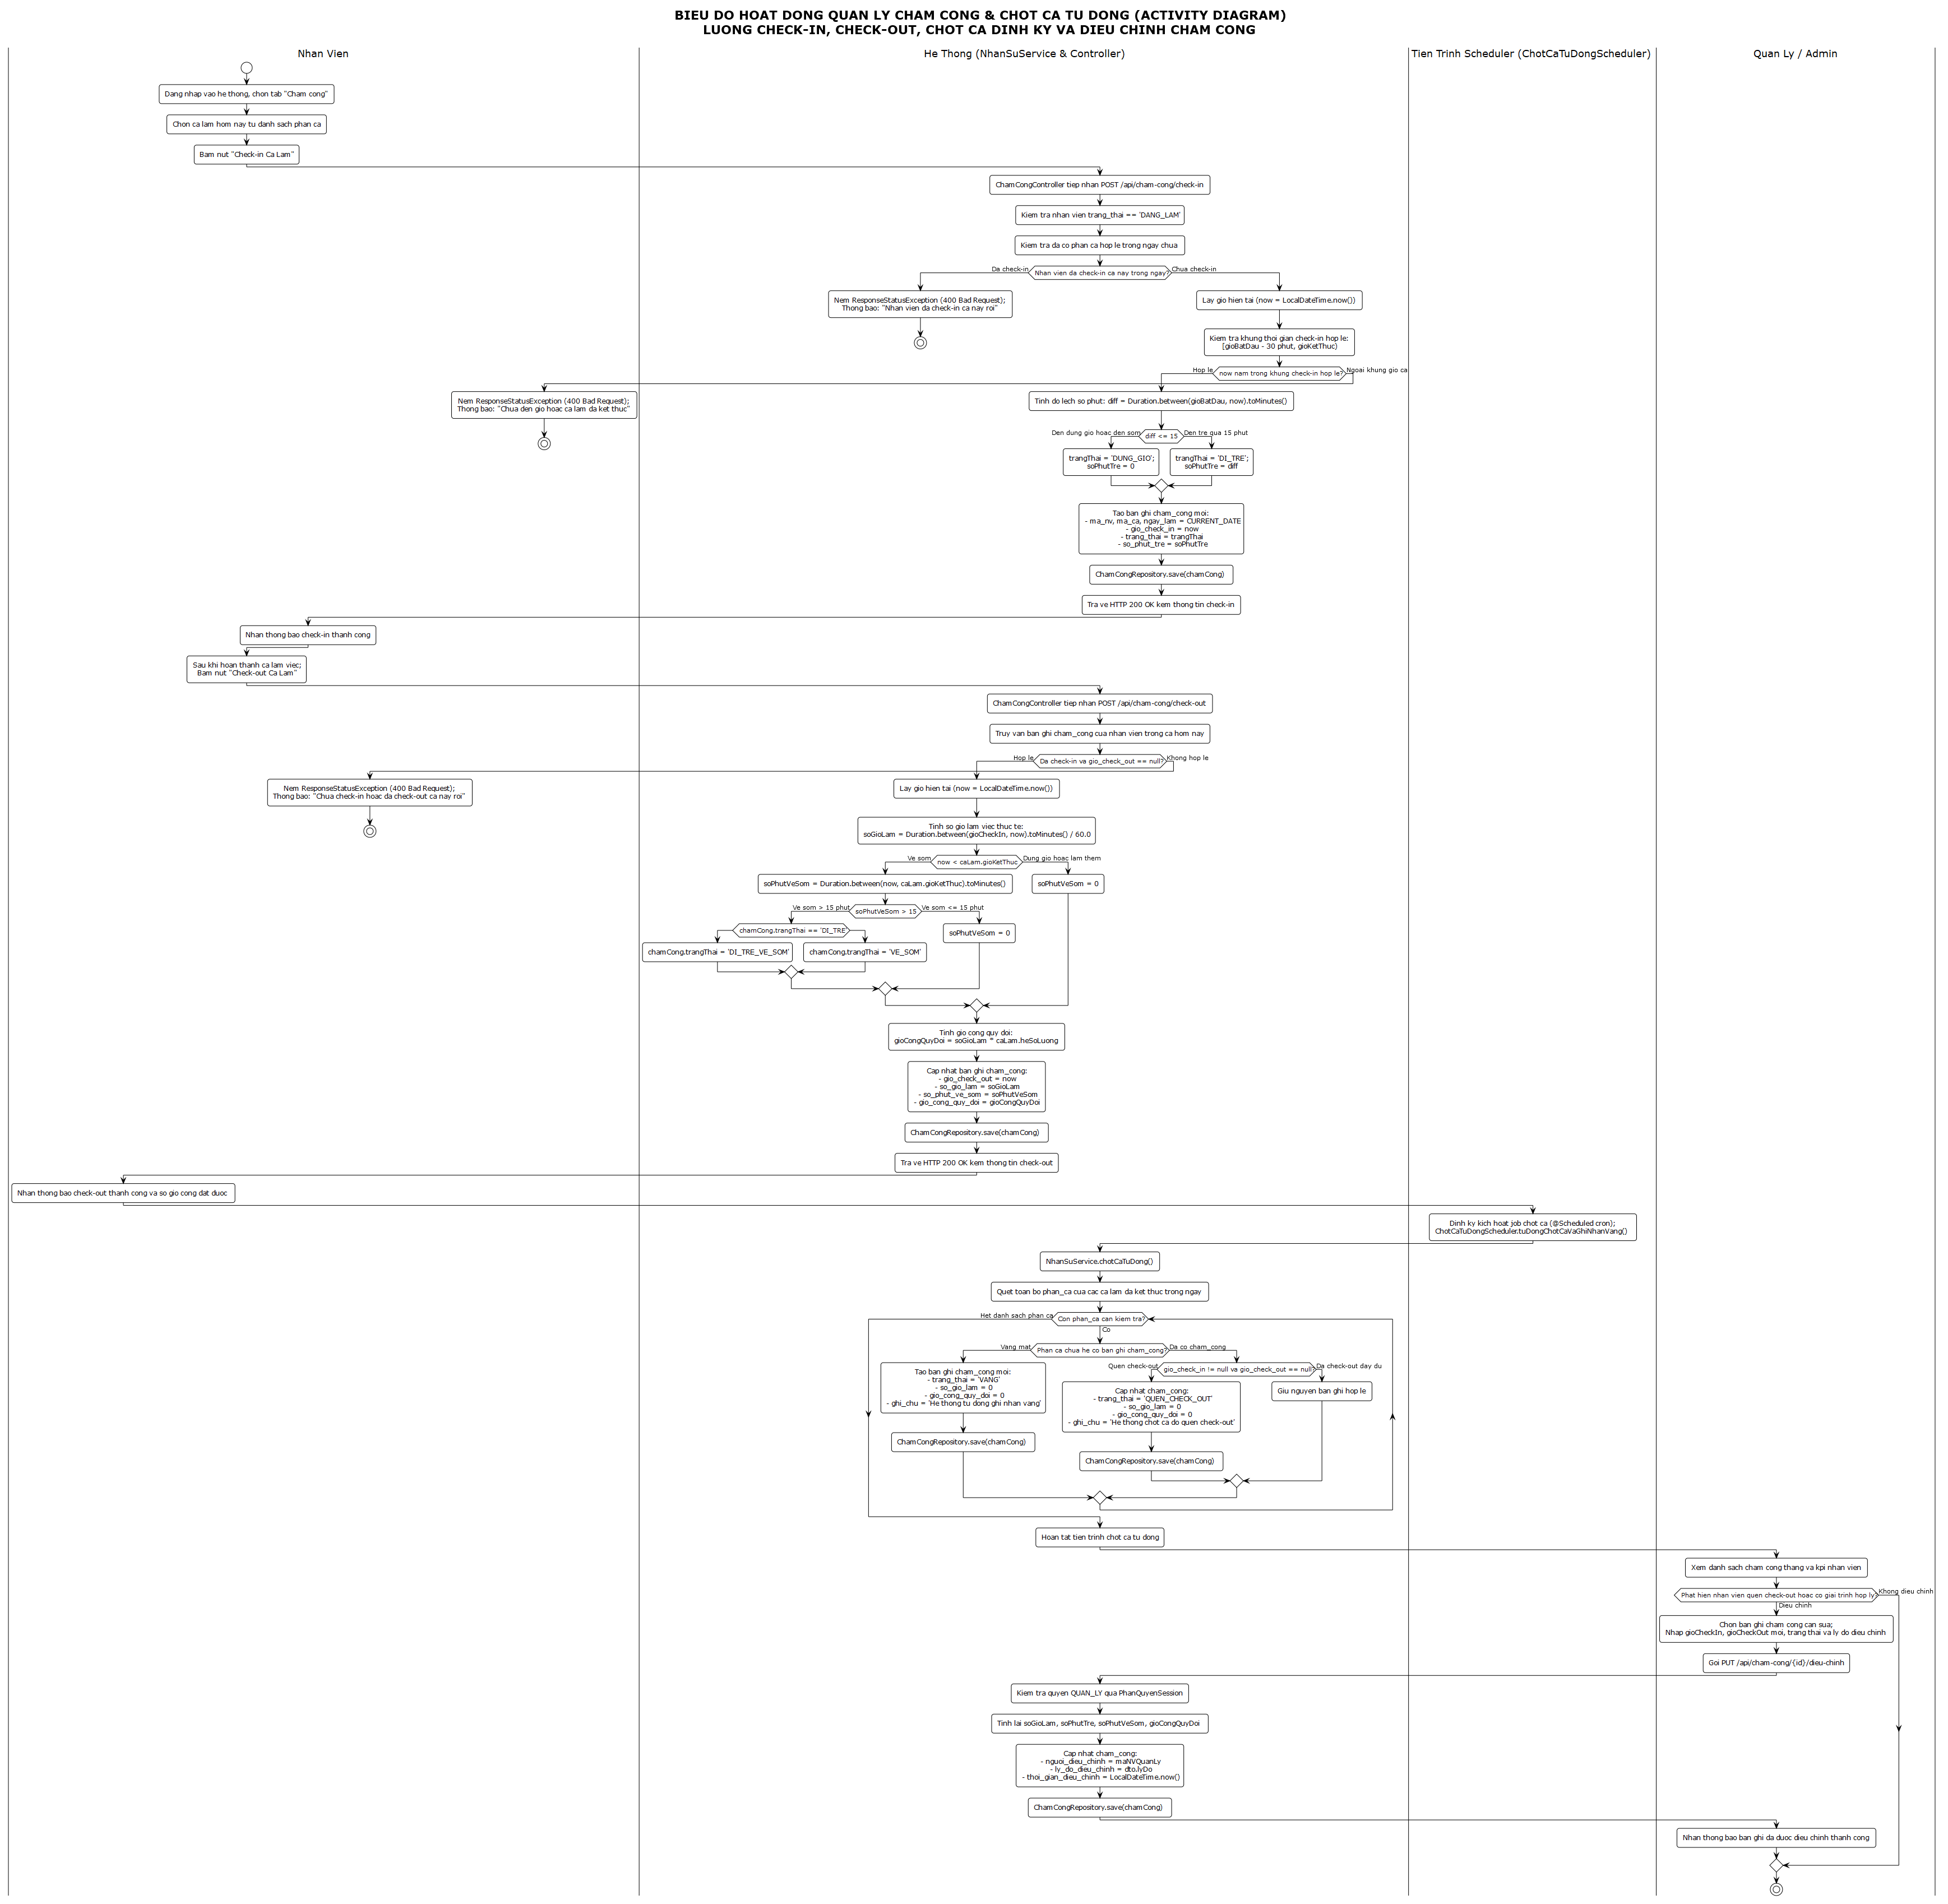 BIEU DO HOAT DONG QUAN LY CHAM CONG & CHOT CA TU DONG (ACTIVITY DIAGRAM)
LUONG CHECK-IN, CHECK-OUT, CHOT CA DINH KY VA DIEU CHINH CHAM CONG
Nhan Vien
He Thong (NhanSuService & Controller)
Tien Trinh Scheduler (ChotCaTuDongScheduler)
Quan Ly / Admin
Dang nhap vao he thong, chon tab "Cham cong"
Chon ca lam hom nay tu danh sach phan ca
Bam nut "Check-in Ca Lam"
ChamCongController tiep nhan POST /api/cham-cong/check-in
Kiem tra nhan vien trang_thai == 'DANG_LAM'
Kiem tra da co phan ca hop le trong ngay chua
Da check-in
Nhan vien da check-in ca nay trong ngay?
Chua check-in
Nem ResponseStatusException (400 Bad Request);
Thong bao: "Nhan vien da check-in ca nay roi"
Lay gio hien tai (now = LocalDateTime.now())
Kiem tra khung thoi gian check-in hop le:
[gioBatDau - 30 phut, gioKetThuc)
Hop le
now nam trong khung check-in hop le?
Ngoai khung gio ca
Nem ResponseStatusException (400 Bad Request);
Thong bao: "Chua den gio hoac ca lam da ket thuc"
Tinh do lech so phut: diff = Duration.between(gioBatDau, now).toMinutes()
Den dung gio hoac den som
diff <= 15
Den tre qua 15 phut
trangThai = 'DUNG_GIO';
soPhutTre = 0
trangThai = 'DI_TRE';
soPhutTre = diff
Tao ban ghi cham_cong moi:
- ma_nv, ma_ca, ngay_lam = CURRENT_DATE
- gio_check_in = now
- trang_thai = trangThai
- so_phut_tre = soPhutTre
ChamCongRepository.save(chamCong)
Tra ve HTTP 200 OK kem thong tin check-in
Nhan thong bao check-in thanh cong
Sau khi hoan thanh ca lam viec;
Bam nut "Check-out Ca Lam"
ChamCongController tiep nhan POST /api/cham-cong/check-out
Truy van ban ghi cham_cong cua nhan vien trong ca hom nay
Hop le
Da check-in va gio_check_out == null?
Khong hop le
Nem ResponseStatusException (400 Bad Request);
Thong bao: "Chua check-in hoac da check-out ca nay roi"
Lay gio hien tai (now = LocalDateTime.now())
Tinh so gio lam viec thuc te:
soGioLam = Duration.between(gioCheckIn, now).toMinutes() / 60.0
Ve som
now < caLam.gioKetThuc
Dung gio hoac lam them
soPhutVeSom = Duration.between(now, caLam.gioKetThuc).toMinutes()
soPhutVeSom = 0
Ve som > 15 phut
soPhutVeSom > 15
Ve som <= 15 phut
chamCong.trangThai == 'DI_TRE'
soPhutVeSom = 0
chamCong.trangThai = 'DI_TRE_VE_SOM'
chamCong.trangThai = 'VE_SOM'
Tinh gio cong quy doi:
gioCongQuyDoi = soGioLam * caLam.heSoLuong
Cap nhat ban ghi cham_cong:
- gio_check_out = now
- so_gio_lam = soGioLam
- so_phut_ve_som = soPhutVeSom
- gio_cong_quy_doi = gioCongQuyDoi
ChamCongRepository.save(chamCong)
Tra ve HTTP 200 OK kem thong tin check-out
Nhan thong bao check-out thanh cong va so gio cong dat duoc
Dinh ky kich hoat job chot ca (@Scheduled cron);
ChotCaTuDongScheduler.tuDongChotCaVaGhiNhanVang()
NhanSuService.chotCaTuDong()
Quet toan bo phan_ca cua cac ca lam da ket thuc trong ngay
Het danh sach phan ca
Con phan_ca can kiem tra?
Co
Vang mat
Phan ca chua he co ban ghi cham_cong?
Da co cham_cong
Tao ban ghi cham_cong moi:
- trang_thai = 'VANG'
- so_gio_lam = 0
- gio_cong_quy_doi = 0
- ghi_chu = 'He thong tu dong ghi nhan vang'
ChamCongRepository.save(chamCong)
Quen check-out
gio_check_in != null va gio_check_out == null?
Da check-out day du
Cap nhat cham_cong:
- trang_thai = 'QUEN_CHECK_OUT'
- so_gio_lam = 0
- gio_cong_quy_doi = 0
- ghi_chu = 'He thong chot ca do quen check-out'
Giu nguyen ban ghi hop le
ChamCongRepository.save(chamCong)
Hoan tat tien trinh chot ca tu dong
Xem danh sach cham cong thang va kpi nhan vien
Phat hien nhan vien quen check-out hoac co giai trinh hop ly?
Khong dieu chinh
Dieu chinh
Chon ban ghi cham cong can sua;
Nhap gioCheckIn, gioCheckOut moi, trang thai va ly do dieu chinh
Goi PUT /api/cham-cong/{id}/dieu-chinh
Kiem tra quyen QUAN_LY qua PhanQuyenSession
Tinh lai soGioLam, soPhutTre, soPhutVeSom, gioCongQuyDoi
Cap nhat cham_cong:
- nguoi_dieu_chinh = maNVQuanLy
- ly_do_dieu_chinh = dto.lyDo
- thoi_gian_dieu_chinh = LocalDateTime.now()
ChamCongRepository.save(chamCong)
Nhan thong bao ban ghi da duoc dieu chinh thanh cong